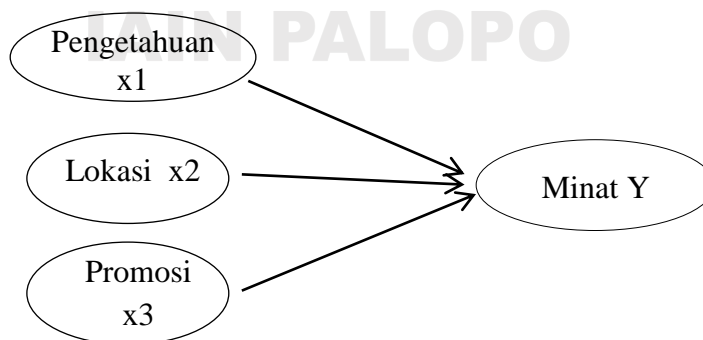 IAIN PALOPO
Pengetahuan
x1
Lokasi x2
Minat Y
Promosi
x3